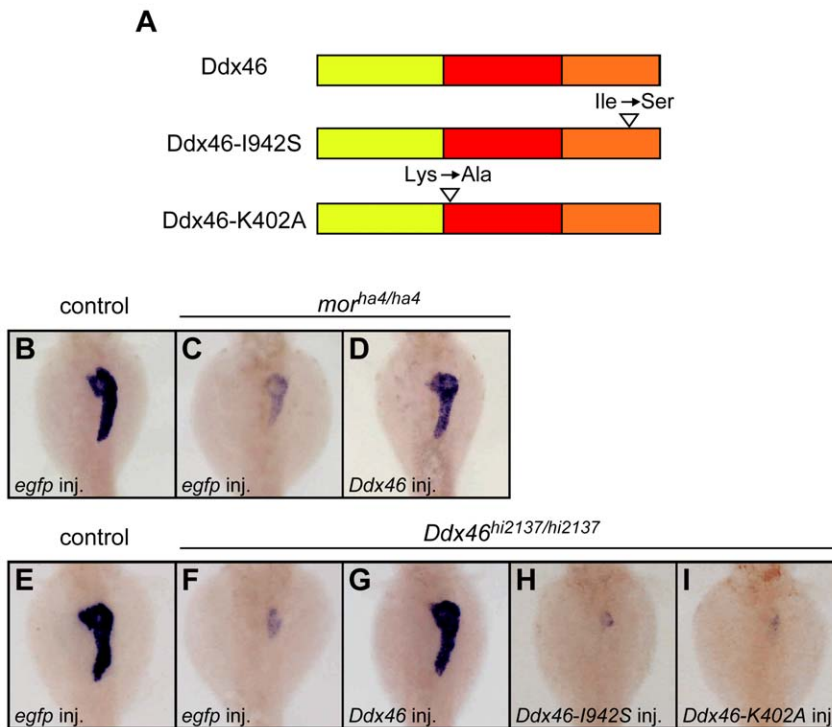 A
Ddx46
Ile→Ser
Ddx46-I942S
Lys→Ala
Ddx46-K402A
control mor^ha4/ha4
B C D
egfp inj. egfp inj. Ddx46 inj.
control Ddx46^hi2137/hi2137
E F G H I
egfp inj. egfp inj. Ddx46 inj. Ddx46-I942S inj. Ddx46-K402A inj.